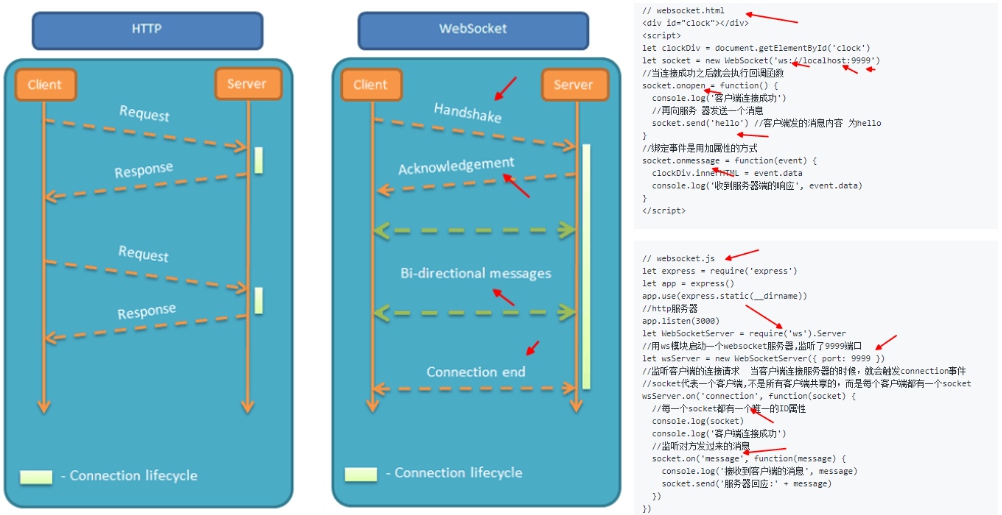 HTTP
Client
Server
Request
Response
Request
Response
- Connection lifecycle
WebSocket
Client
Server
Handshake
Acknowledgement
Bi-directional messages
Connection end
- Connection lifecycle
// websocket.html
<div id="clock"></div>
<script>
let clockDiv = document.getElementById('clock')
let socket = new WebSocket('ws://localhost:9999')
//当连接成功之后就会执行回调函数
socket.onopen = function() {
console.log('客户端连接成功')
//再向服务 器发送一个消息
socket.send('hello') //客户端发的消息内容 为hello
}
//绑定事件是用加属性的方式
socket.onmessage = function(event) {
clockDiv.innerHTML = event.data
console.log('收到服务器端的响应', event.data)
}
</script>
// websocket.js
let express = require('express')
let app = express()
app.use(express.static(__dirname))
//http服务器
app.listen(3000)
let WebSocketServer = require('ws').Server
//用ws模块启动一个websocket服务器,监听了9999端口
let wsServer = new WebSocketServer({ port: 9999 })
//监听客户端的连接请求 当客户端连接服务器的时候，就会触发connection事件
//socket代表一个客户端,不是所有客户端共享的，而是每个客户端都有一个socket
wsServer.on('connection', function(socket) {
//每一个socket都有一个唯一的ID属性
console.log(socket)
console.log('客户端连接成功')
//监听对方发过来的消息
socket.on('message', function(message) {
console.log('接收到客户端的消息', message)
socket.send('服务器回应:' + message)
})
})